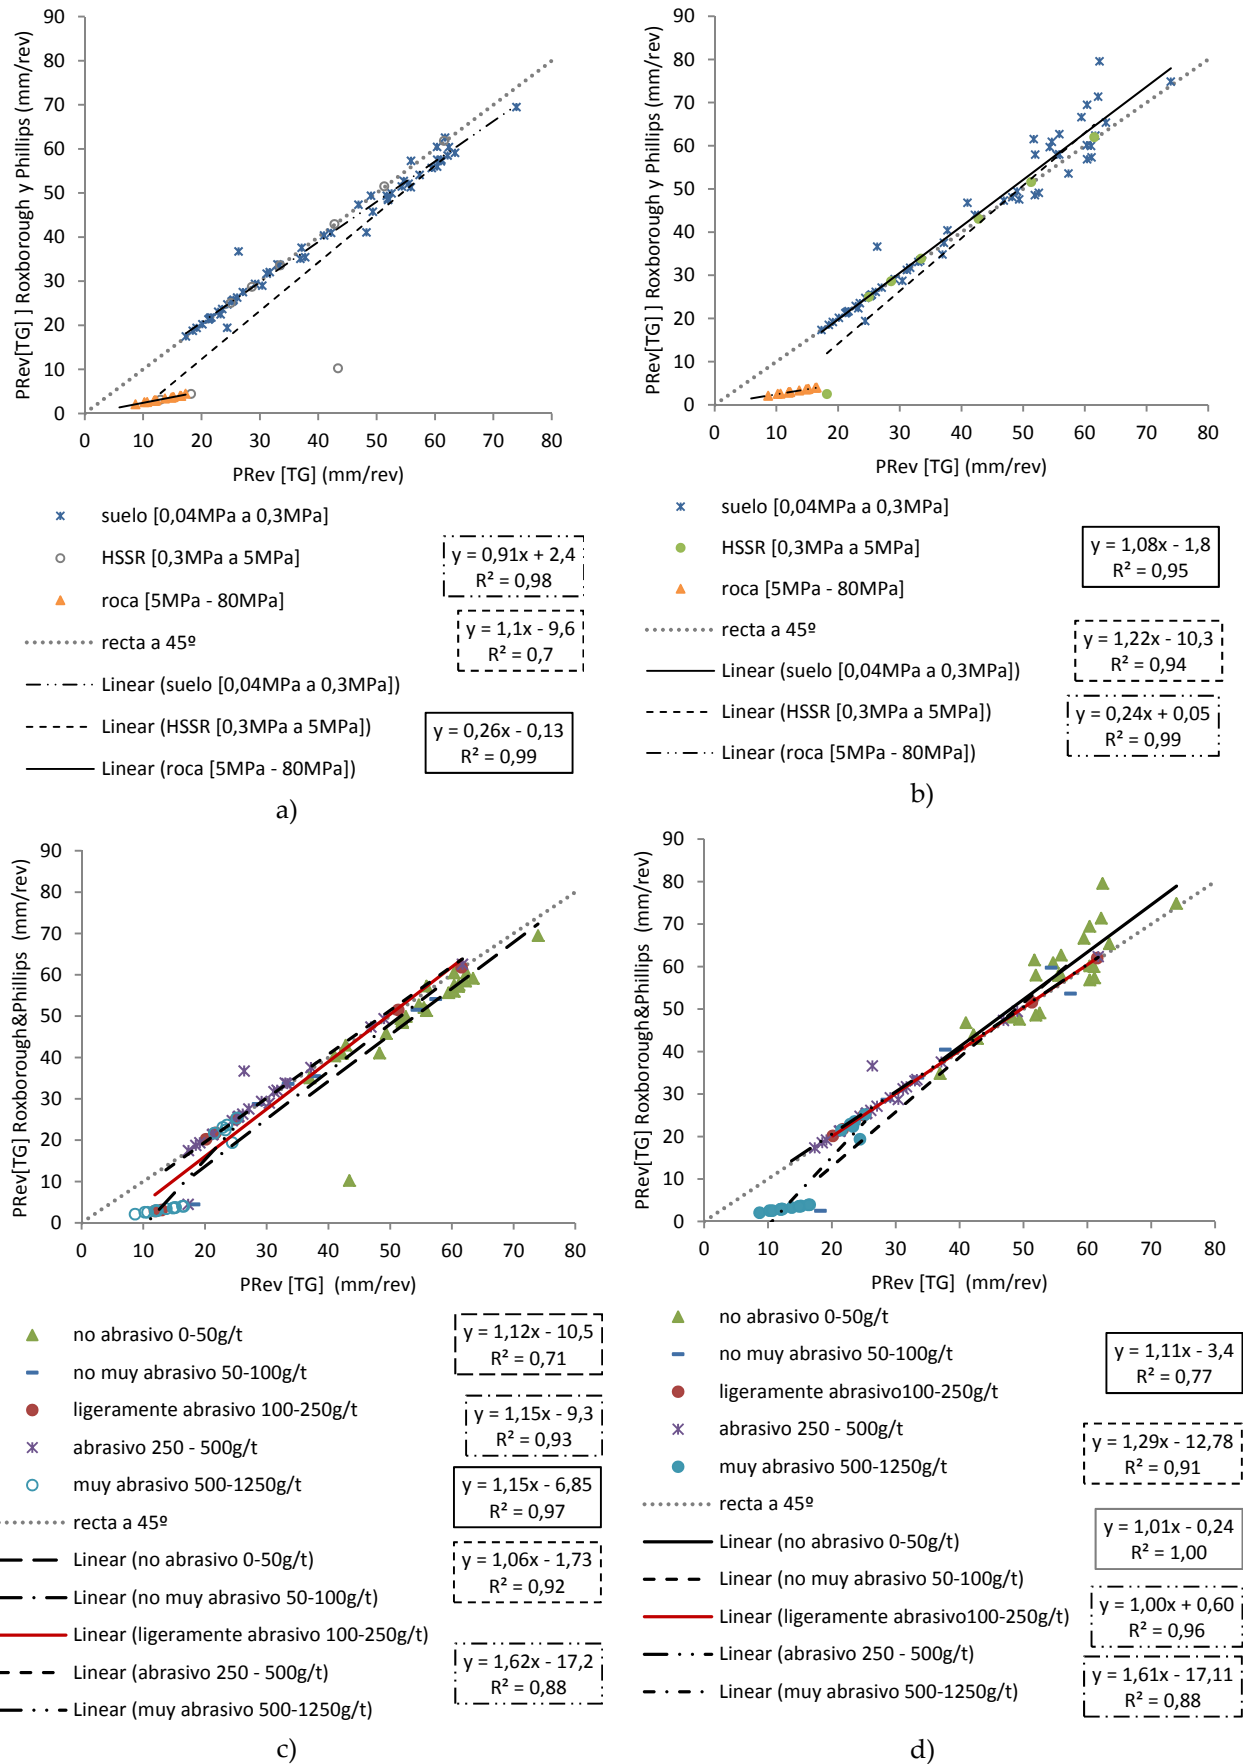 PRev[TG] ] Roxborough y Phillips (mm/rev)
90
80
70
60
50
40
30
20
10
0
0 10 20 30 40 50 60 70 80
PRev [TG] (mm/rev)
suelo [0,04MPa a 0,3MPa]
HSSR [0,3MPa a 5MPa]
roca [5MPa - 80MPa]
recta a 45º
Linear (suelo [0,04MPa a 0,3MPa])
Linear (HSSR [0,3MPa a 5MPa])
Linear (roca [5MPa - 80MPa])
y = 0,91x + 2,4
R² = 0,98
y = 1,1x - 9,6
R² = 0,7
y = 0,26x - 0,13
R² = 0,99
a)
PRev[TG] ] Roxborough y Phillips (mm/rev)
90
80
70
60
50
40
30
20
10
0
0 10 20 30 40 50 60 70 80
PRev [TG] (mm/rev)
suelo [0,04MPa a 0,3MPa]
HSSR [0,3MPa a 5MPa]
roca [5MPa - 80MPa]
recta a 45º
Linear (suelo [0,04MPa a 0,3MPa])
Linear (HSSR [0,3MPa a 5MPa])
Linear (roca [5MPa - 80MPa])
y = 1,08x - 1,8
R² = 0,95
y = 1,22x - 10,3
R² = 0,94
y = 0,24x + 0,05
R² = 0,99
b)
PRev[TG] Roxborough&Phillips (mm/rev)
90
80
70
60
50
40
30
20
10
0
0 10 20 30 40 50 60 70 80
PRev [TG] (mm/rev)
no abrasivo 0-50g/t
no muy abrasivo 50-100g/t
ligeramente abrasivo 100-250g/t
abrasivo 250 - 500g/t
muy abrasivo 500-1250g/t
recta a 45º
Linear (no abrasivo 0-50g/t)
Linear (no muy abrasivo 50-100g/t)
Linear (ligeramente abrasivo 100-250g/t)
Linear (abrasivo 250 - 500g/t)
Linear (muy abrasivo 500-1250g/t)
y = 1,12x - 10,5
R² = 0,71
y = 1,15x - 9,3
R² = 0,93
y = 1,15x - 6,85
R² = 0,97
y = 1,06x - 1,73
R² = 0,92
y = 1,62x - 17,2
R² = 0,88
c)
PRev[TG] Roxborough&Phillips (mm/rev)
90
80
70
60
50
40
30
20
10
0
0 10 20 30 40 50 60 70 80
PRev [TG] (mm/rev)
no abrasivo 0-50g/t
no muy abrasivo 50-100g/t
ligeramente abrasivo100-250g/t
abrasivo 250 - 500g/t
muy abrasivo 500-1250g/t
recta a 45º
Linear (no abrasivo 0-50g/t)
Linear (no muy abrasivo 50-100g/t)
Linear (ligeramente abrasivo100-250g/t)
Linear (abrasivo 250 - 500g/t)
Linear (muy abrasivo 500-1250g/t)
y = 1,11x - 3,4
R² = 0,77
y = 1,29x - 12,78
R² = 0,91
y = 1,01x - 0,24
R² = 1,00
y = 1,00x + 0,60
R² = 0,96
y = 1,61x - 17,11
R² = 0,88
d)